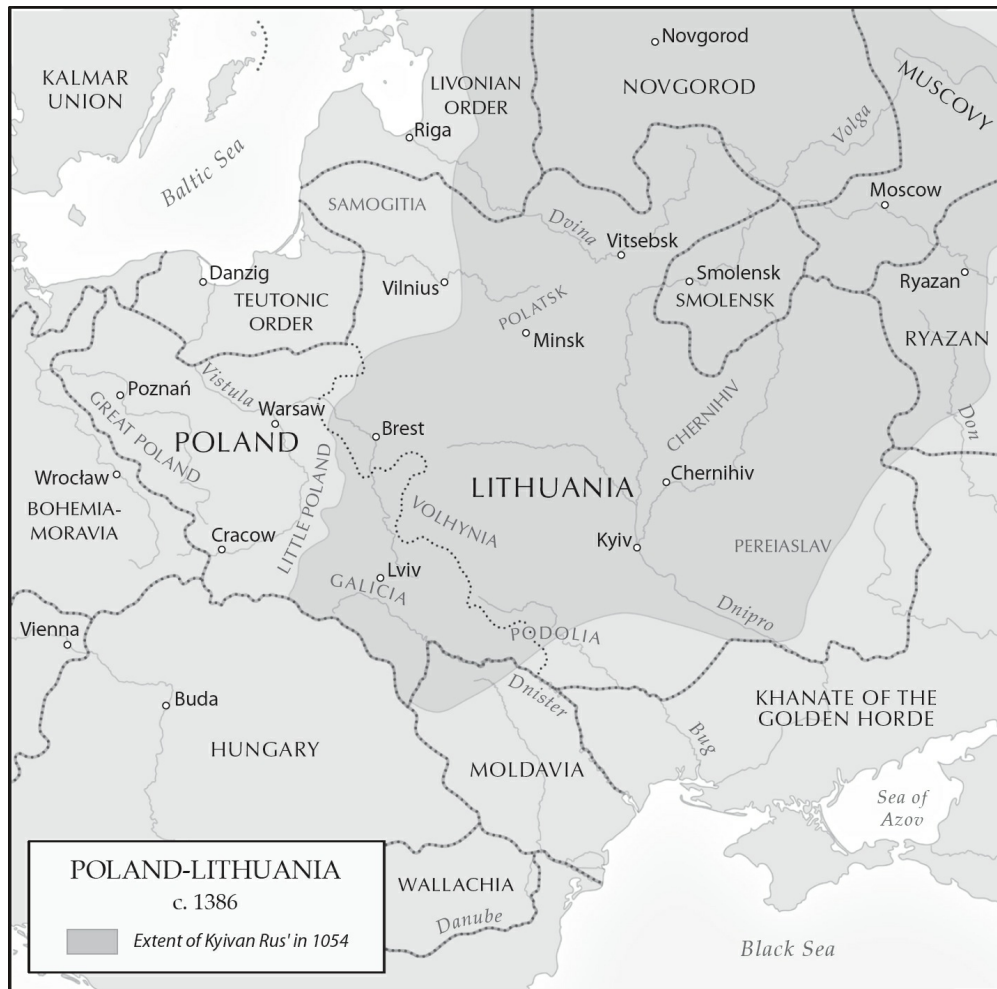 Novgorod
KALMAR
UNION
LIVONIAN
ORDER
NOVGOROD
MUSCOVY
Riga
Volga
Baltic Sea
Moscow
SAMOGITIA
Dvina
Vitsebsk
Danzig
Vilnius
Smolensk
SMOLENSK
Ryazan
TEUTONIC
ORDER
POLATSK
Minsk
RYAZAN
Vistula
Poznań
GREAT POLAND
Warsaw
CHERNIHIV
Don
Brest
POLAND
Wrocław
LITTLE POLAND
LITHUANIA
Chernihiv
BOHEMIA-
MORAVIA
VOLHYNIA
Cracow
Kyiv
PEREIASLAV
Lviv
GALICIA
Dnipro
Vienna
PODOLIA
Dnister
Buda
KHANATE OF THE
GOLDEN HORDE
HUNGARY
Bug
MOLDAVIA
Sea of
Azov
POLAND-LITHUANIA
c. 1386
Extent of Kyivan Rus' in 1054
WALLACHIA
Danube
Black Sea